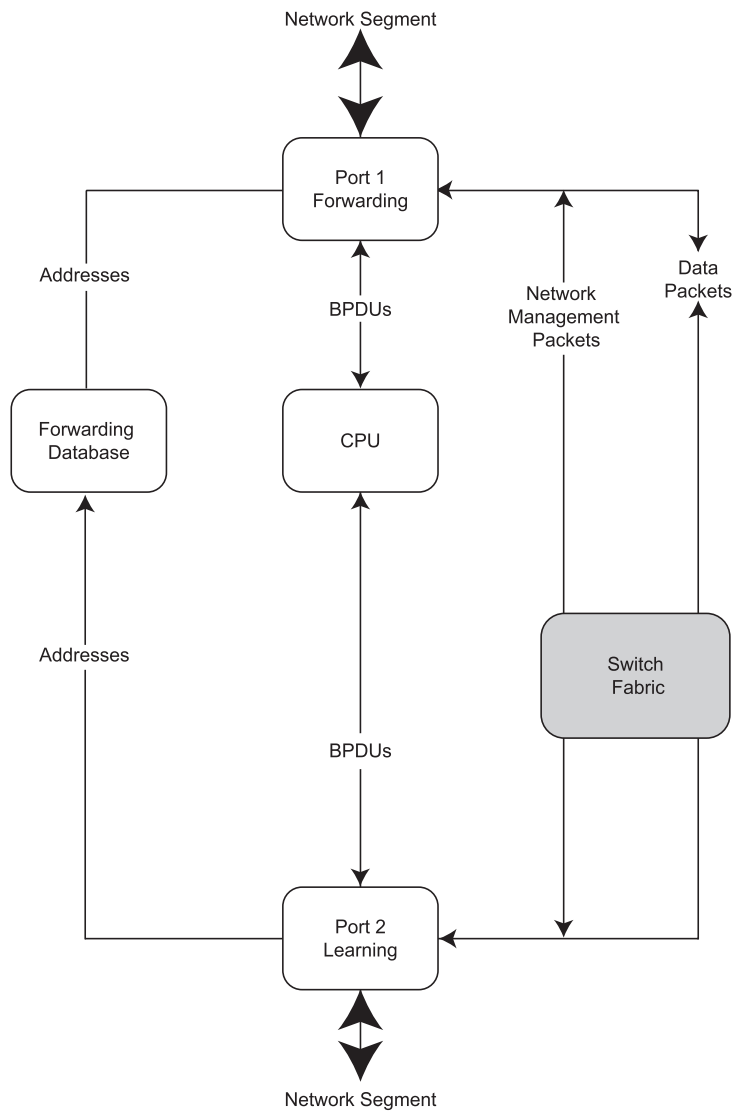 Network Segment
Port 1
Forwarding
Addresses
BPDUs
Network
Management
Packets
Data
Packets
Forwarding
Database
CPU
Addresses
Switch
Fabric
BPDUs
Port 2
Learning
Network Segment